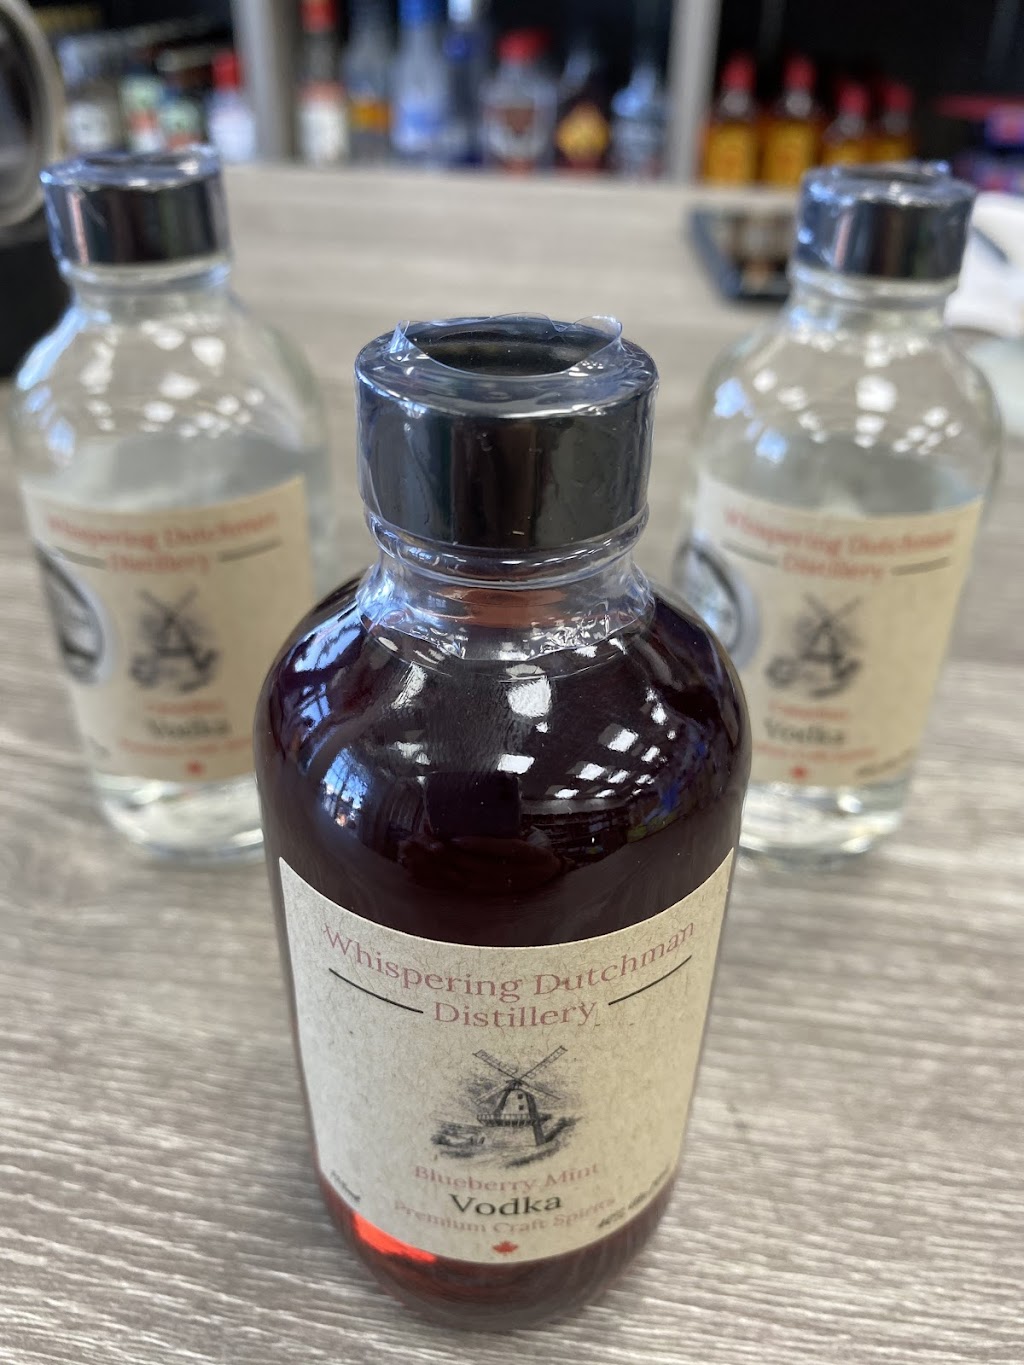 Whispering Dutchman
Distillery
Blueberry Mint
Vodka
Premium Craft Spirits
Whispering Dutchman
Distillery
Vodka
Whispering Dutchman
Distillery
Vodka